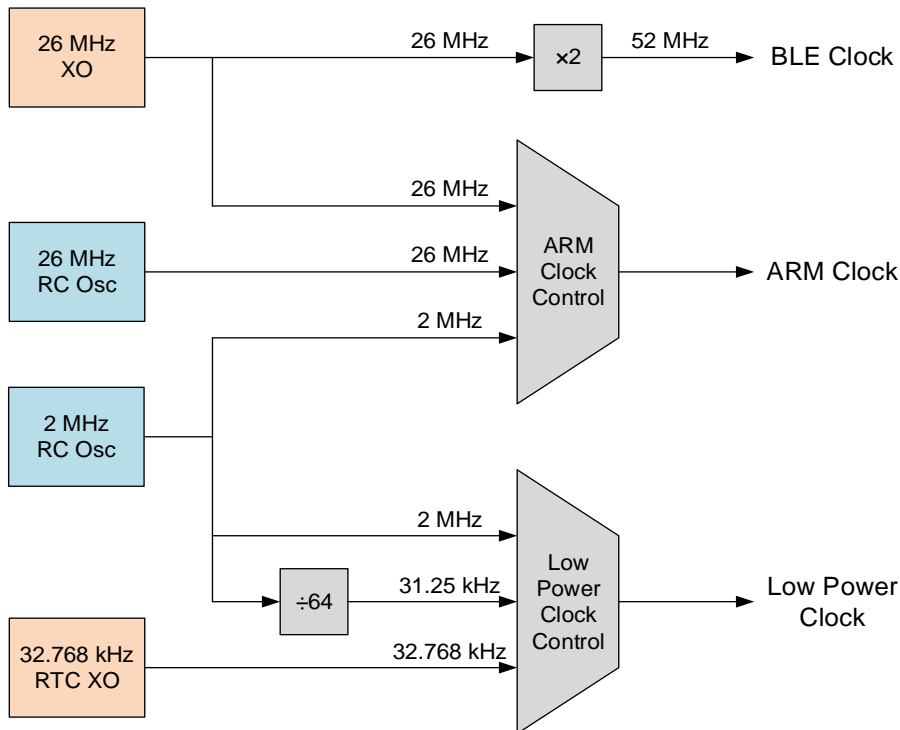 26 MHz
XO
26 MHz
×2
52 MHz
BLE Clock
26 MHz
26 MHz
RC Osc
26 MHz
2 MHz
ARM
Clock
Control
ARM Clock
2 MHz
RC Osc
2 MHz
÷64
31.25 kHz
32.768 kHz
RTC XO
32.768 kHz
Low
Power
Clock
Control
Low Power
Clock